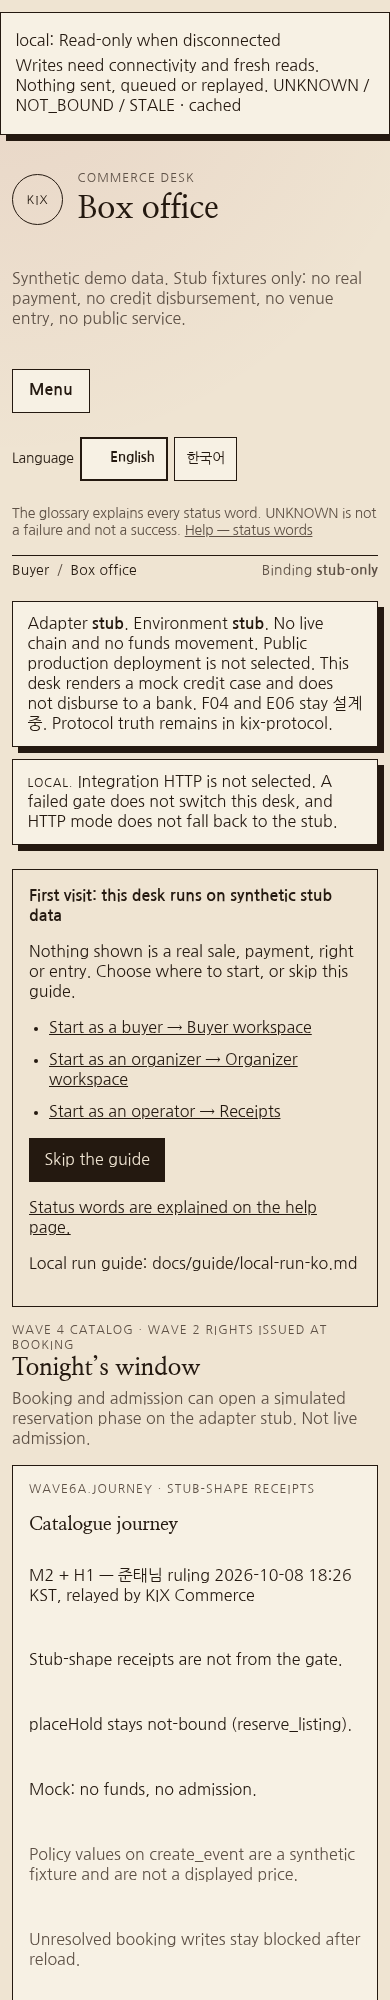 local: Read-only when disconnected
Writes need connectivity and fresh reads.
Nothing sent, queued or replayed. UNKNOWN /
NOT_BOUND / STALE · cached
KIX
COMMERCE DESK
Box office
Synthetic demo data. Stub fixtures only: no real
payment, no credit disbursement, no venue
entry, no public service.
Menu
Language English 한국어
The glossary explains every status word. UNKNOWN is not
a failure and not a success. Help — status words
Buyer / Box office Binding stub-only
Adapter stub. Environment stub. No live
chain and no funds movement. Public
production deployment is not selected. This
desk renders a mock credit case and does
not disburse to a bank. F04 and E06 stay 설계
중. Protocol truth remains in kix-protocol.
LOCAL. Integration HTTP is not selected. A
failed gate does not switch this desk, and
HTTP mode does not fall back to the stub.
First visit: this desk runs on synthetic stub
data
Nothing shown is a real sale, payment, right
or entry. Choose where to start, or skip this
guide.
• Start as a buyer → Buyer workspace
• Start as an organizer → Organizer
workspace
• Start as an operator → Receipts
Skip the guide
Status words are explained on the help
page.
Local run guide: docs/guide/local-run-ko.md
WAVE 4 CATALOG · WAVE 2 RIGHTS ISSUED AT
BOOKING
Tonight’s window
Booking and admission can open a simulated
reservation phase on the adapter stub. Not live
admission.
WAVE6A.JOURNEY · STUB-SHAPE RECEIPTS
Catalogue journey
M2 + H1 — 준태님 ruling 2026-10-08 18:26
KST, relayed by KIX Commerce
Stub-shape receipts are not from the gate.
placeHold stays not-bound (reserve_listing).
Mock: no funds, no admission.
Policy values on create_event are a synthetic
fixture and are not a displayed price.
Unresolved booking writes stay blocked after
reload.